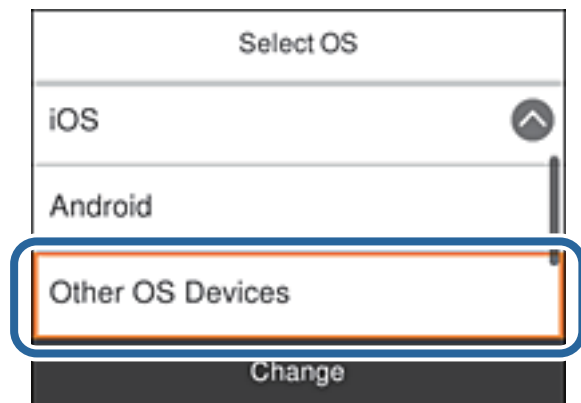 Select OS
iOS
Android
Other OS Devices
Change